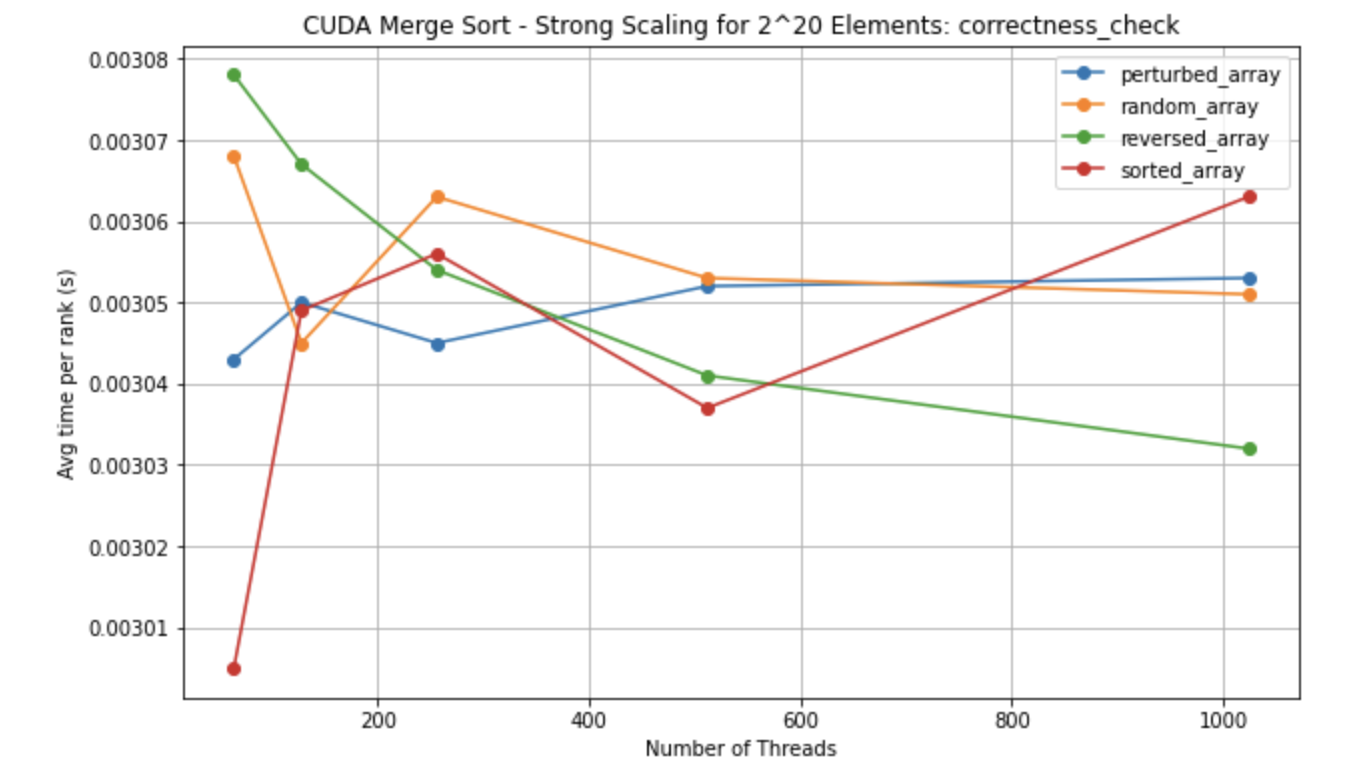 CUDA Merge Sort - Strong Scaling for 2^20 Elements: correctness_check
0.00308
0.00307
0.00306
0.00305
0.00304
0.00303
0.00302
0.00301
Avg time per rank (s)
perturbed_array
random_array
reversed_array
sorted_array
200
400
600
800
1000
Number of Threads